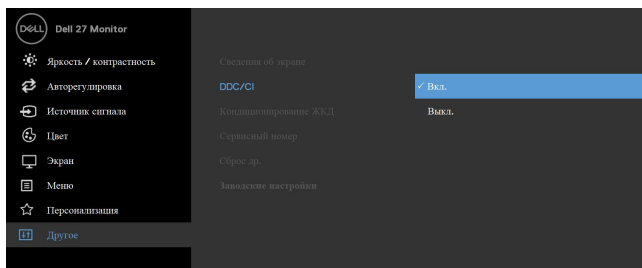 DELL Dell 27 Monitor
Яркость / контрастность
Авторегулировка
Источник сигнала
Цвет
Экран
Меню
Персонализация
Другое
Сведения об экране
DDC/CI
Кондиционирование ЖКД
Сервисный номер
Сброс др.
Заводские настройки
✓ Вкл.
Выкл.